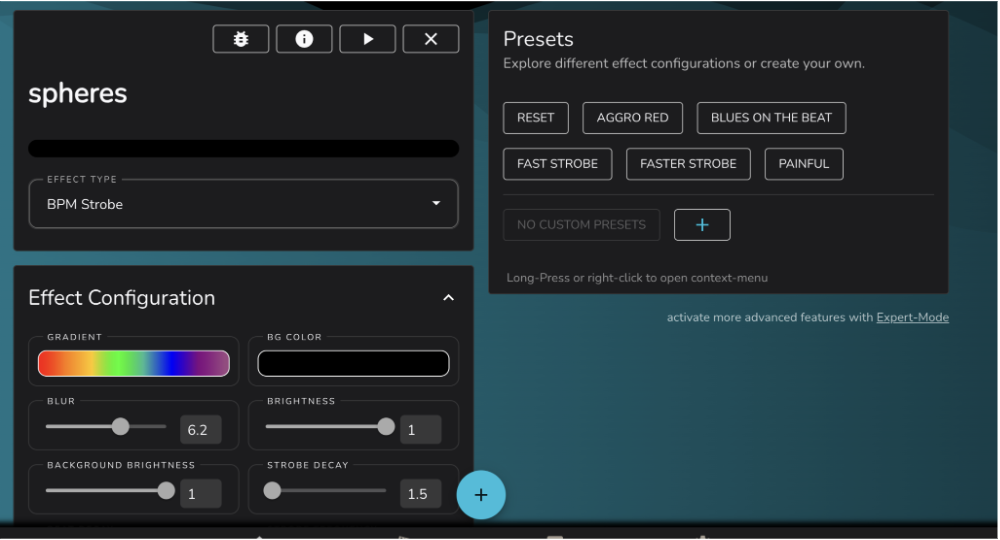 spheres
EFFECT TYPE
BPM Strobe
Effect Configuration
GRADIENT
BG COLOR
BLUR
6.2
BRIGHTNESS
1
BACKGROUND BRIGHTNESS
1
STROBE DECAY
1.5
+
Presets
Explore different effect configurations or create your own.
RESET
AGGRO RED
BLUES ON THE BEAT
FAST STROBE
FASTER STROBE
PAINFUL
NO CUSTOM PRESETS
+
Long-Press or right-click to open context-menu
activate more advanced features with Expert-Mode